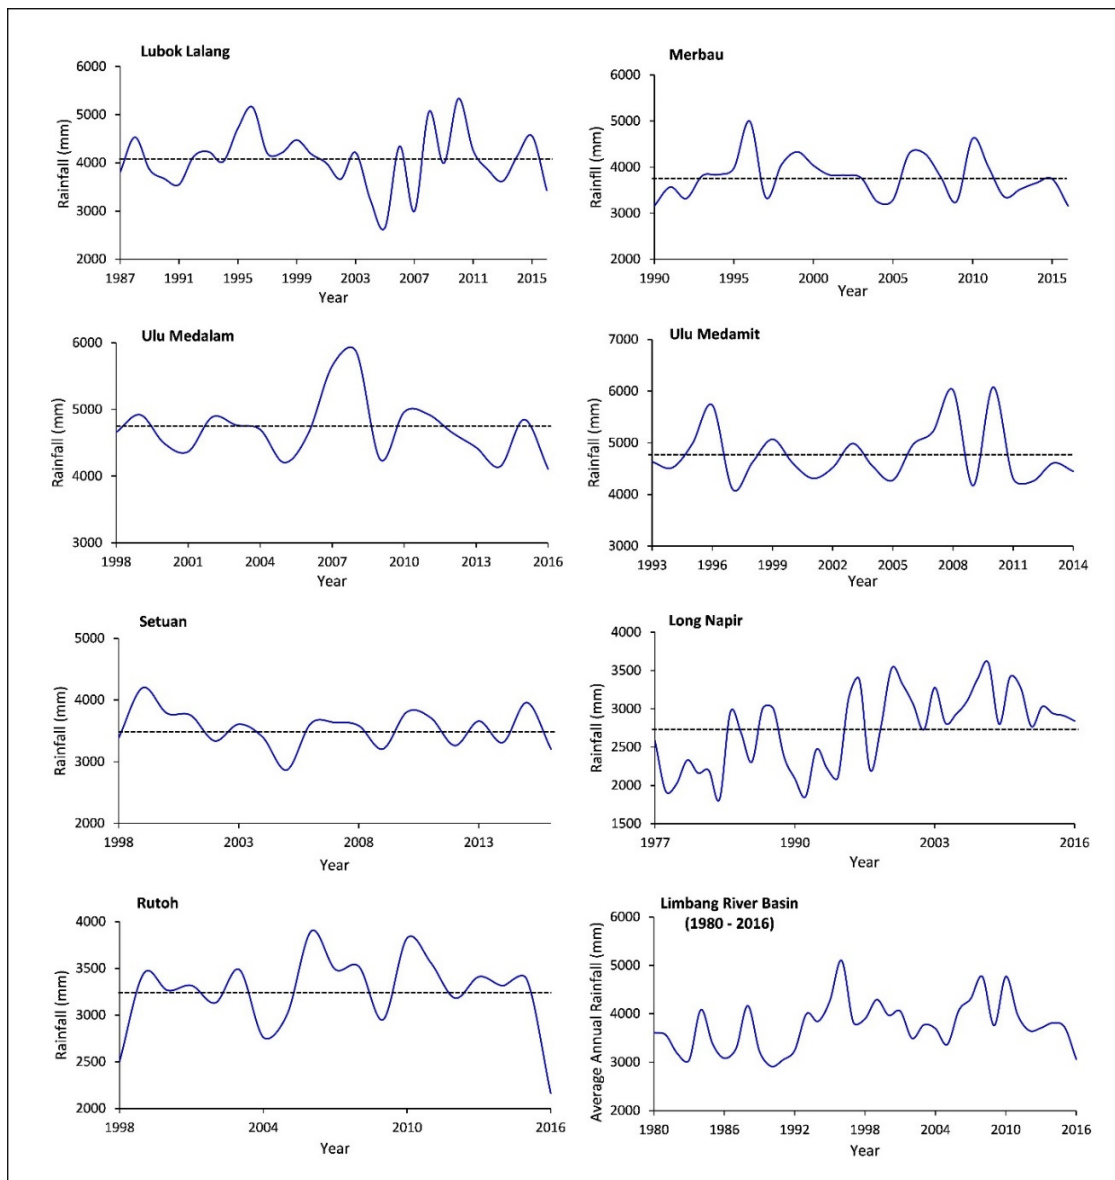 Lubok Lalang
6000
5000
4000
3000
2000
Rainfall (mm)
1987 1991 1995 1999 2003 2007 2011 2015
Year
Merbau
6000
5000
4000
3000
2000
Rainfll (mm)
1990 1995 2000 2005 2010 2015
Year
Ulu Medalam
6000
5000
4000
3000
Rainfall (mm)
1998 2001 2004 2007 2010 2013 2016
Year
Ulu Medamit
7000
6000
5000
4000
3000
Rainfall (mm)
1993 1996 1999 2002 2005 2008 2011 2014
Year
Setuan
5000
4000
3000
2000
Rainfall (mm)
1998 2003 2008 2013
Year
Long Napir
4000
3500
3000
2500
2000
1500
Rainfall (mm)
1977 1990 2003 2016
Year
Rutoh
4000
3500
3000
2500
2000
Rainfall (mm)
1998 2004 2010 2016
Year
Limbang River Basin
(1980 - 2016)
6000
5000
4000
3000
2000
Average Annual Rainfall (mm)
1980 1986 1992 1998 2004 2010 2016
Year